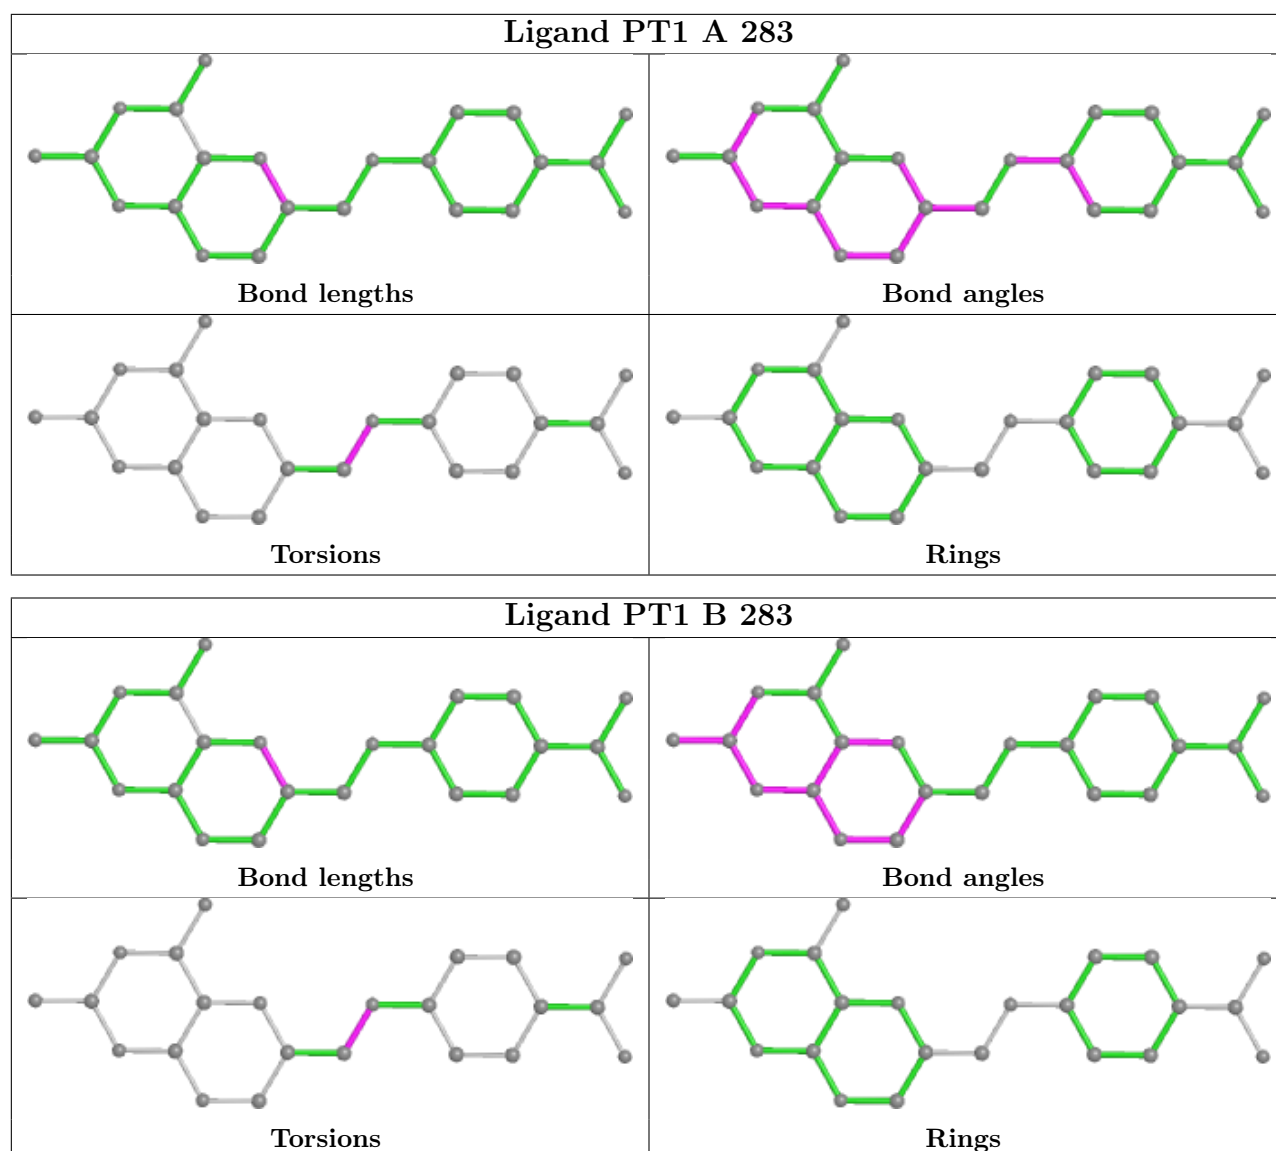 Ligand PT1 A 283
Bond lengths
Bond angles
Torsions
Rings
Ligand PT1 B 283
Bond lengths
Bond angles
Torsions
Rings